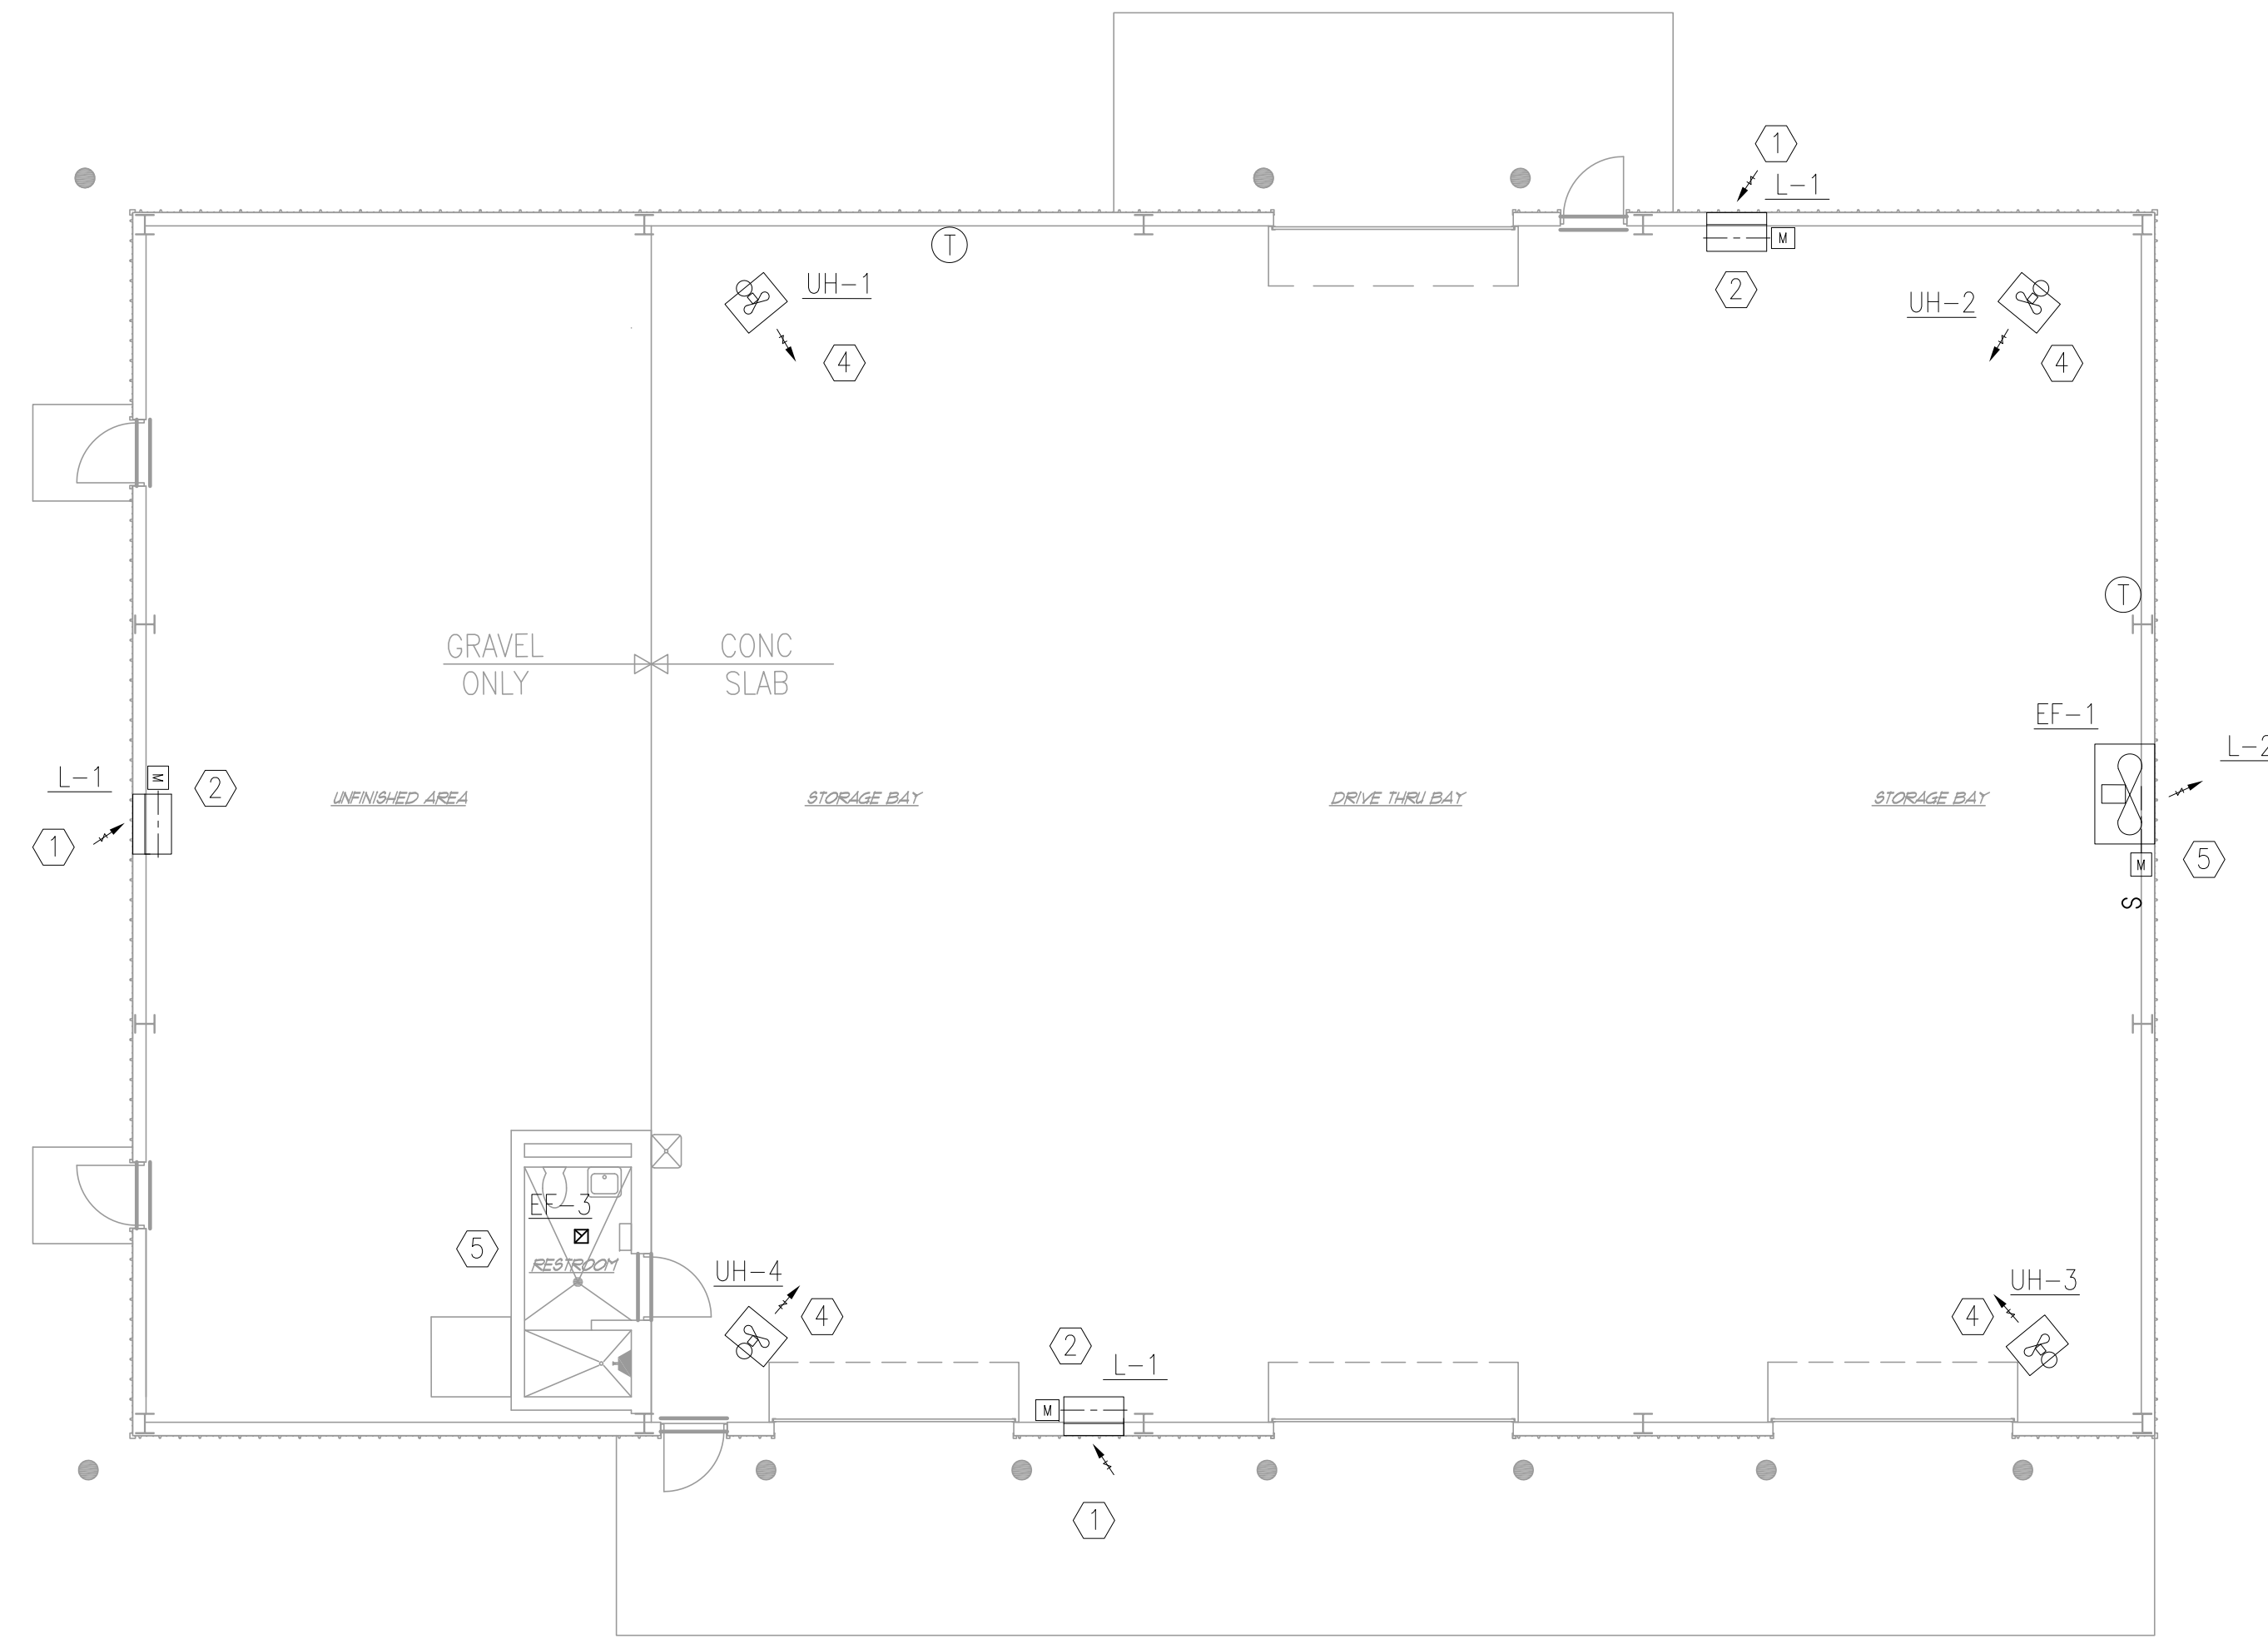 1
L-1
T
M
2
UH-1
UH-2
4
4
T
GRAVEL
ONLY
CONC
SLAB
EF-1
L-2
L-1
M
2
UNFINISHED AREA
STORAGE BAY
DRIVE THRU BAY
STORAGE BAY
1
M
5
S
EF-3
5
RESTROOM
UH-4
4
UH-3
4
2
L-1
M
1